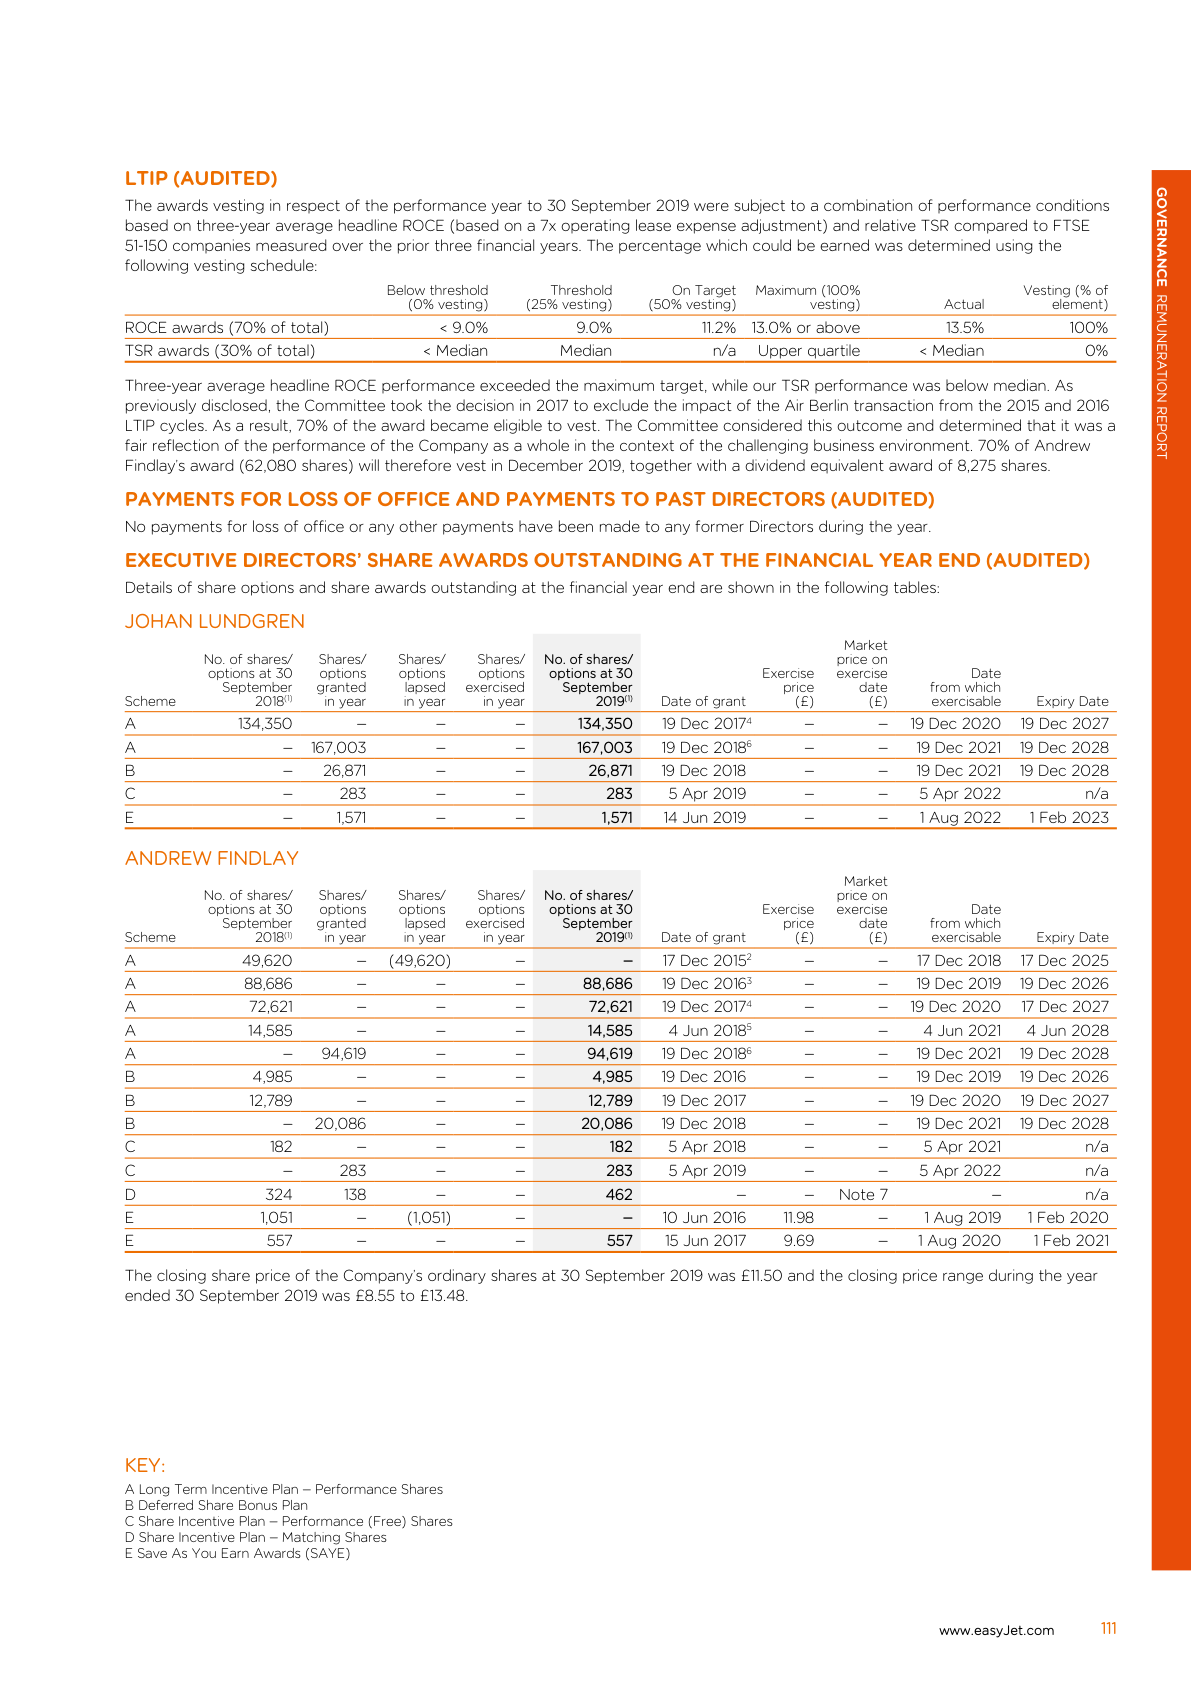 LTIP (AUDITED)
The awards vesting in respect of the performance year to 30 September 2019 were subject to a combination of performance conditions
based on three-year average headline ROCE (based on a 7x operating lease expense adjustment) and relative TSR compared to FTSE
51-150 companies measured over the prior three financial years. The percentage which could be earned was determined using the
following vesting schedule:
Below threshold (0% vesting) Threshold (25% vesting) On Target (50% vesting) Maximum (100% vesting) Actual Vesting (% of element)
ROCE awards (70% of total) < 9.0% 9.0% 11.2% 13.0% or above 13.5% 100%
TSR awards (30% of total) < Median Median n/a Upper quartile < Median 0%
Three-year average headline ROCE performance exceeded the maximum target, while our TSR performance was below median. As
previously disclosed, the Committee took the decision in 2017 to exclude the impact of the Air Berlin transaction from the 2015 and 2016
LTIP cycles. As a result, 70% of the award became eligible to vest. The Committee considered this outcome and determined that it was a
fair reflection of the performance of the Company as a whole in the context of the challenging business environment. 70% of Andrew
Findlay's award (62,080 shares) will therefore vest in December 2019, together with a dividend equivalent award of 8,275 shares.
PAYMENTS FOR LOSS OF OFFICE AND PAYMENTS TO PAST DIRECTORS (AUDITED)
No payments for loss of office or any other payments have been made to any former Directors during the year.
EXECUTIVE DIRECTORS' SHARE AWARDS OUTSTANDING AT THE FINANCIAL YEAR END (AUDITED)
Details of share options and share awards outstanding at the financial year end are shown in the following tables:
JOHAN LUNDGREN
Scheme No. of shares/ options at 30 September 2018(1) Shares/ options granted in year Shares/ options lapsed in year Shares/ options exercised in year No. of shares/ options at 30 September 2019(1) Date of grant Exercise price (£) Market price on exercise date (£) Date from which exercisable Expiry Date
A 134,350 – – – 134,350 19 Dec 2017⁴ – – 19 Dec 2020 19 Dec 2027
A – 167,003 – – 167,003 19 Dec 2018⁶ – – 19 Dec 2021 19 Dec 2028
B – 26,871 – – 26,871 19 Dec 2018 – – 19 Dec 2021 19 Dec 2028
C – 283 – – 283 5 Apr 2019 – – 5 Apr 2022 n/a
E – 1,571 – – 1,571 14 Jun 2019 – – 1 Aug 2022 1 Feb 2023
ANDREW FINDLAY
Scheme No. of shares/ options at 30 September 2018(1) Shares/ options granted in year Shares/ options lapsed in year Shares/ options exercised in year No. of shares/ options at 30 September 2019(1) Date of grant Exercise price (£) Market price on exercise date (£) Date from which exercisable Expiry Date
A 49,620 – (49,620) – – 17 Dec 2015² – – 17 Dec 2018 17 Dec 2025
A 88,686 – – – 88,686 19 Dec 2016³ – – 19 Dec 2019 19 Dec 2026
A 72,621 – – – 72,621 19 Dec 2017⁴ – – 19 Dec 2020 17 Dec 2027
A 14,585 – – – 14,585 4 Jun 2018⁵ – – 4 Jun 2021 4 Jun 2028
A – 94,619 – – 94,619 19 Dec 2018⁶ – – 19 Dec 2021 19 Dec 2028
B 4,985 – – – 4,985 19 Dec 2016 – – 19 Dec 2019 19 Dec 2026
B 12,789 – – – 12,789 19 Dec 2017 – – 19 Dec 2020 19 Dec 2027
B – 20,086 – – 20,086 19 Dec 2018 – – 19 Dec 2021 19 Dec 2028
C 182 – – – 182 5 Apr 2018 – – 5 Apr 2021 n/a
C – 283 – – 283 5 Apr 2019 – – 5 Apr 2022 n/a
D 324 138 – – 462 – – Note 7 – n/a
E 1,051 – (1,051) – – 10 Jun 2016 11.98 – 1 Aug 2019 1 Feb 2020
E 557 – – – 557 15 Jun 2017 9.69 – 1 Aug 2020 1 Feb 2021
The closing share price of the Company's ordinary shares at 30 September 2019 was £11.50 and the closing price range during the year
ended 30 September 2019 was £8.55 to £13.48.
KEY:
A Long Term Incentive Plan – Performance Shares
B Deferred Share Bonus Plan
C Share Incentive Plan – Performance (Free) Shares
D Share Incentive Plan – Matching Shares
E Save As You Earn Awards (SAYE)
GOVERNANCE REMUNERATION REPORT
www.easyJet.com 111